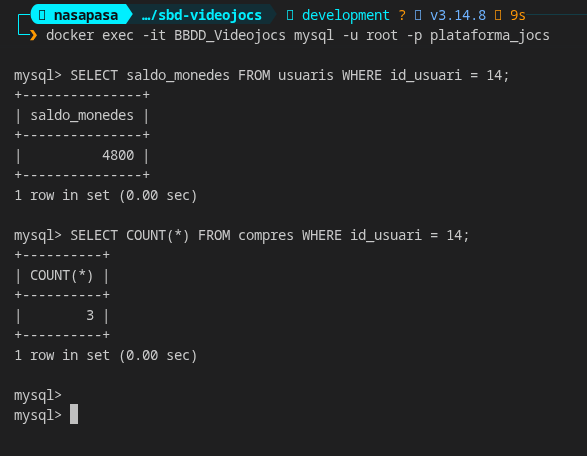 nasapasa …/sbd-videojocs development ? v3.14.8 9s
❯ docker exec -it BBDD_Videojocs mysql -u root -p plataforma_jocs
mysql> SELECT saldo_monedes FROM usuaris WHERE id_usuari = 14;
+---------------+
| saldo_monedes |
+---------------+
|          4800 |
+---------------+
1 row in set (0.00 sec)
mysql> SELECT COUNT(*) FROM compres WHERE id_usuari = 14;
+----------+
| COUNT(*) |
+----------+
|        3 |
+----------+
1 row in set (0.00 sec)
mysql>
mysql>